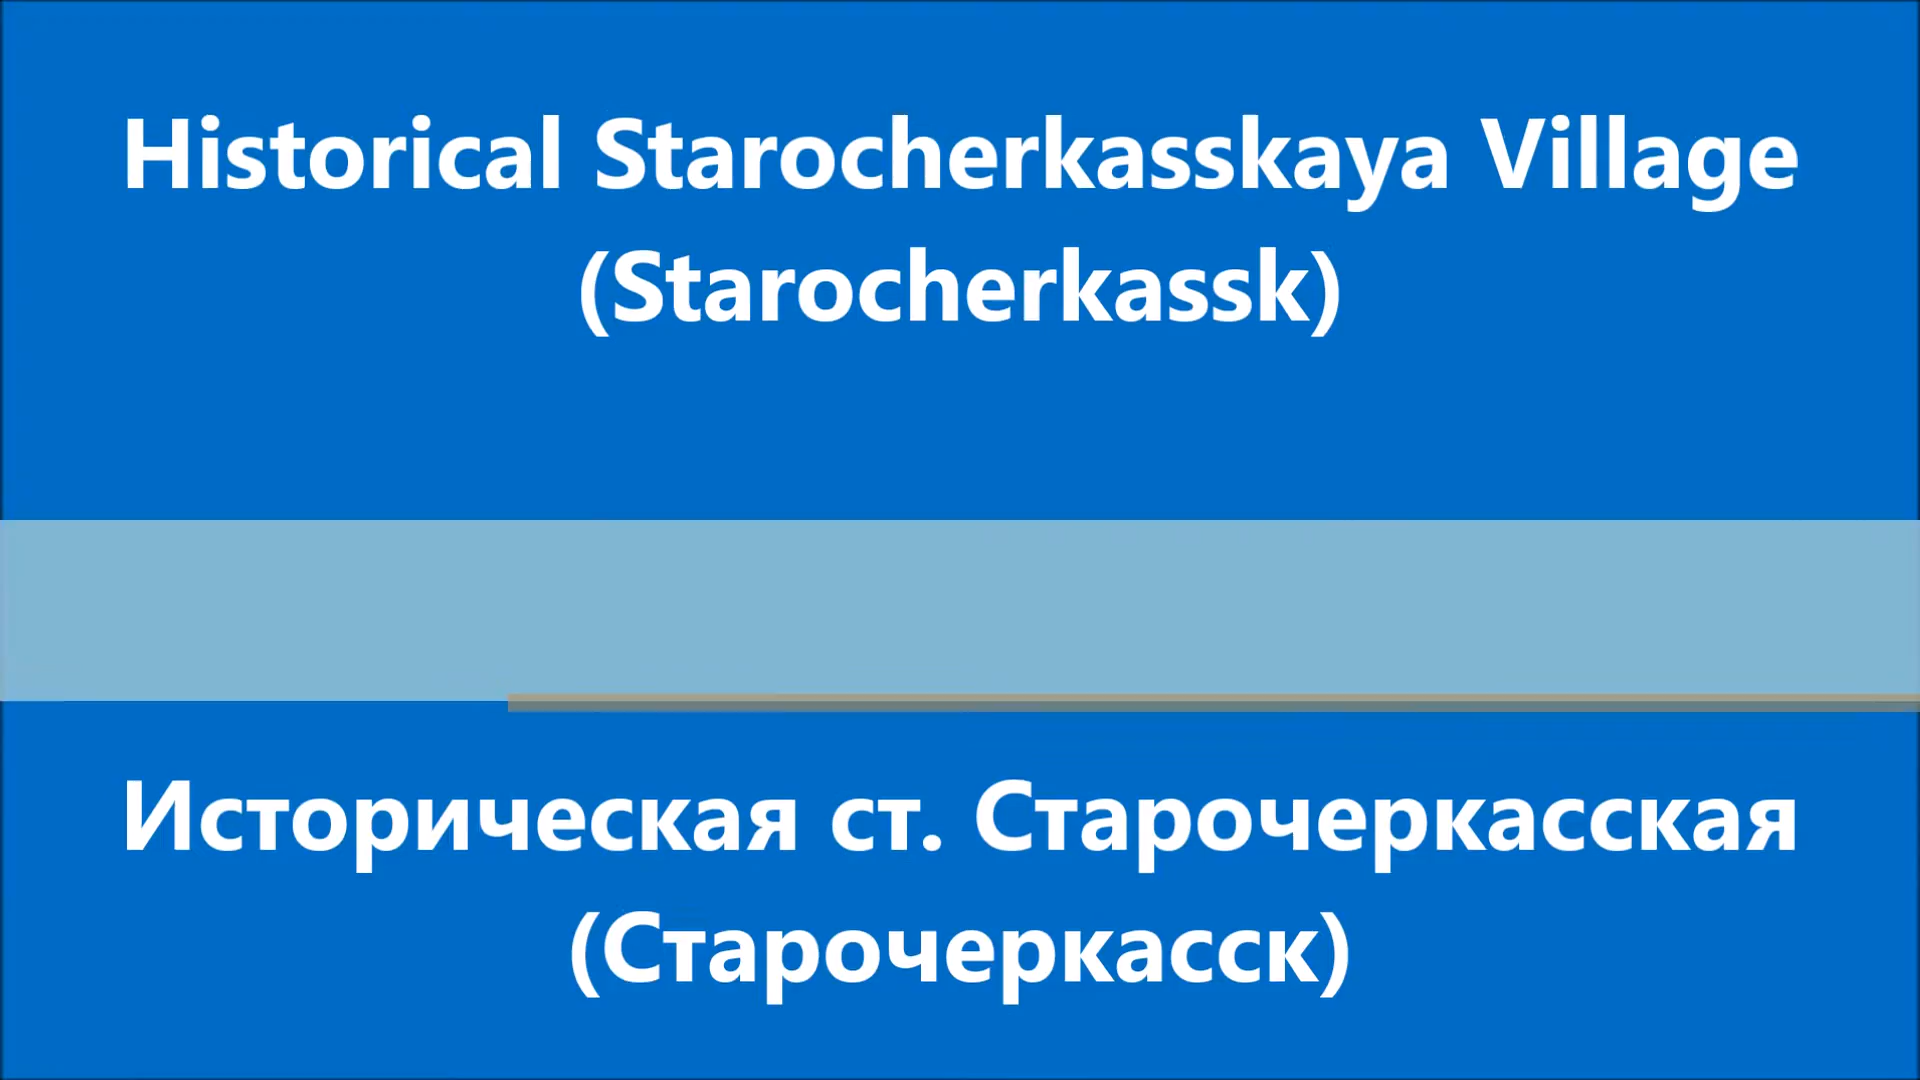 Historical Starocherkasskaya Village
(Starocherkassk)
Историческая ст. Старочеркасская
(Старочеркасск)